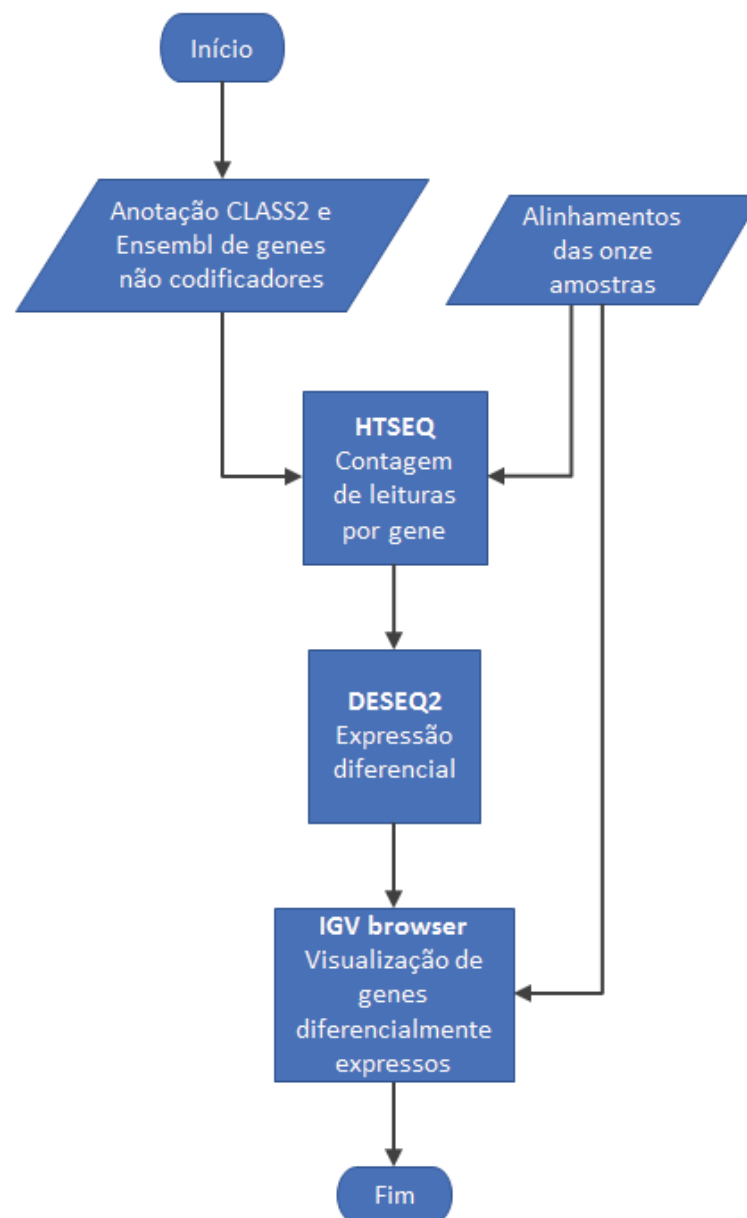 Início
Anotação CLASS2 e
Ensembl de genes
não codificadores
Alinhamentos
das onze
amostras
HTSEQ
Contagem
de leituras
por gene
DESEQ2
Expressão
diferencial
IGV browser
Visualização de
genes
diferencialmente
expressos
Fim